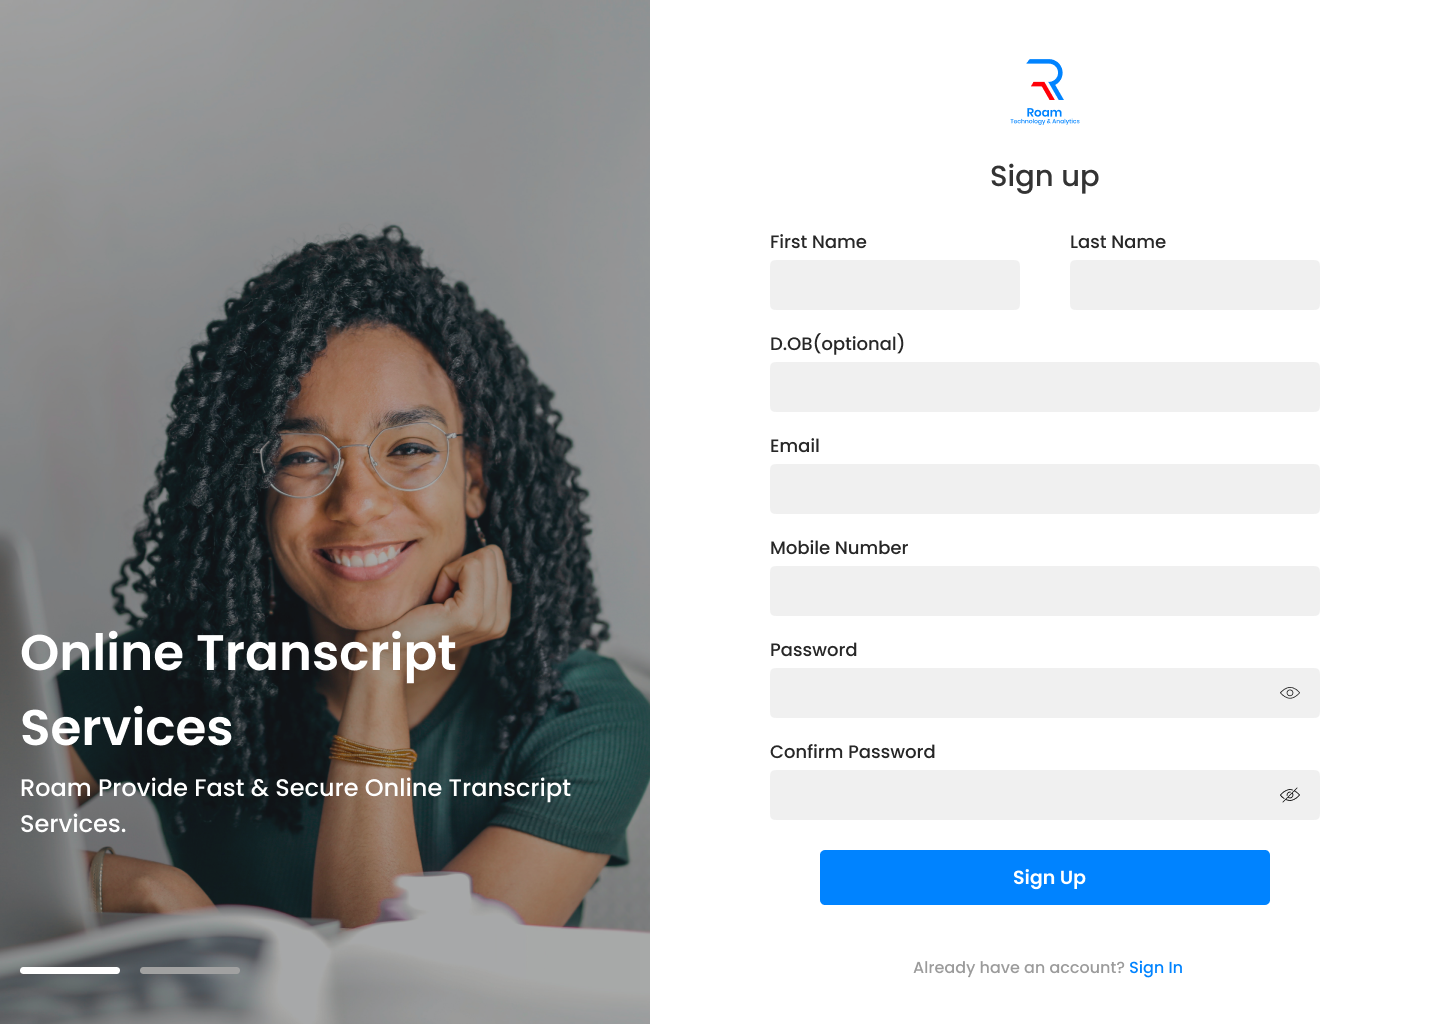 Online Transcript
Services
Roam Provide Fast & Secure Online Transcript
Services.
Roam
Technology & Analytics
Sign up
First Name
Last Name
D.OB(optional)
Email
Mobile Number
Password
Confirm Password
Sign Up
Already have an account? Sign In